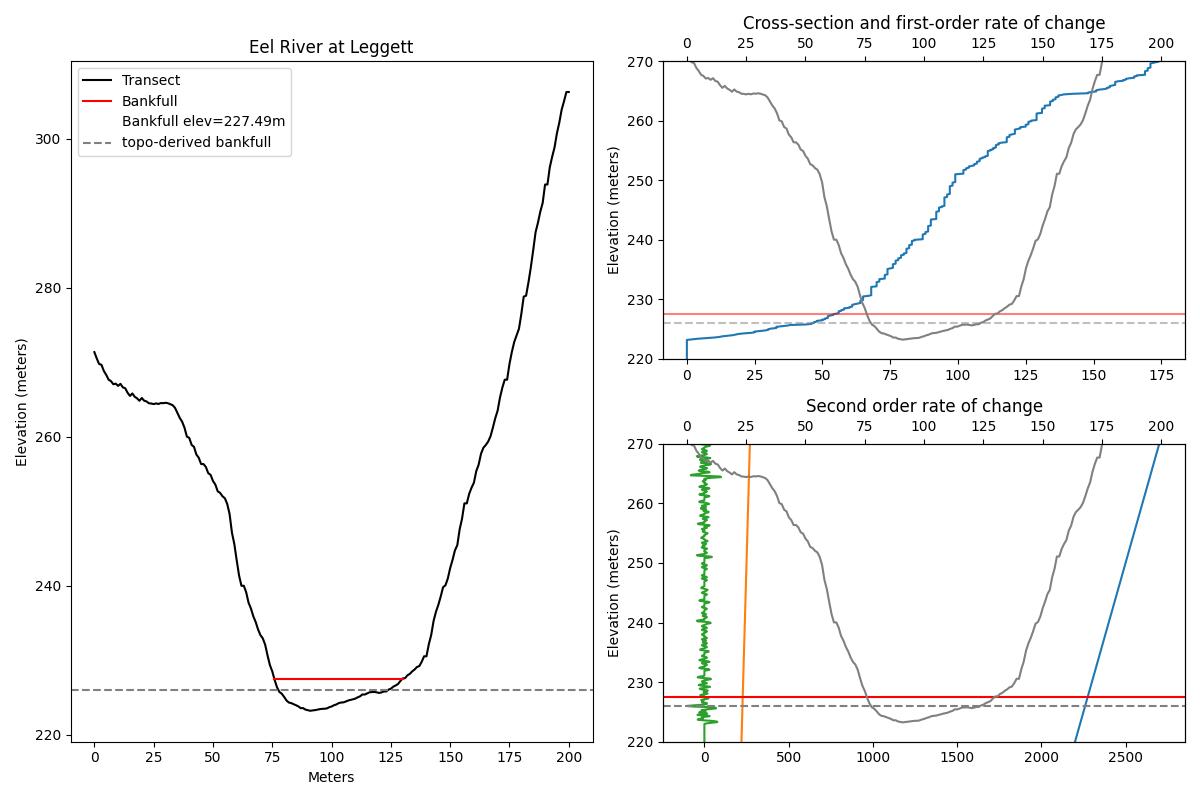 Eel River at Leggett
Transect
Bankfull
Bankfull elev=227.49m
topo-derived bankfull
Elevation (meters)
300
280
260
240
220
0 25 50 75 100 125 150 175 200
Meters
Cross-section and first-order rate of change
0 25 50 75 100 125 150 175 200
Elevation (meters)
270
260
250
240
230
220
0 25 50 75 100 125 150 175
Second order rate of change
0 25 50 75 100 125 150 175 200
Elevation (meters)
270
260
250
240
230
220
0 500 1000 1500 2000 2500